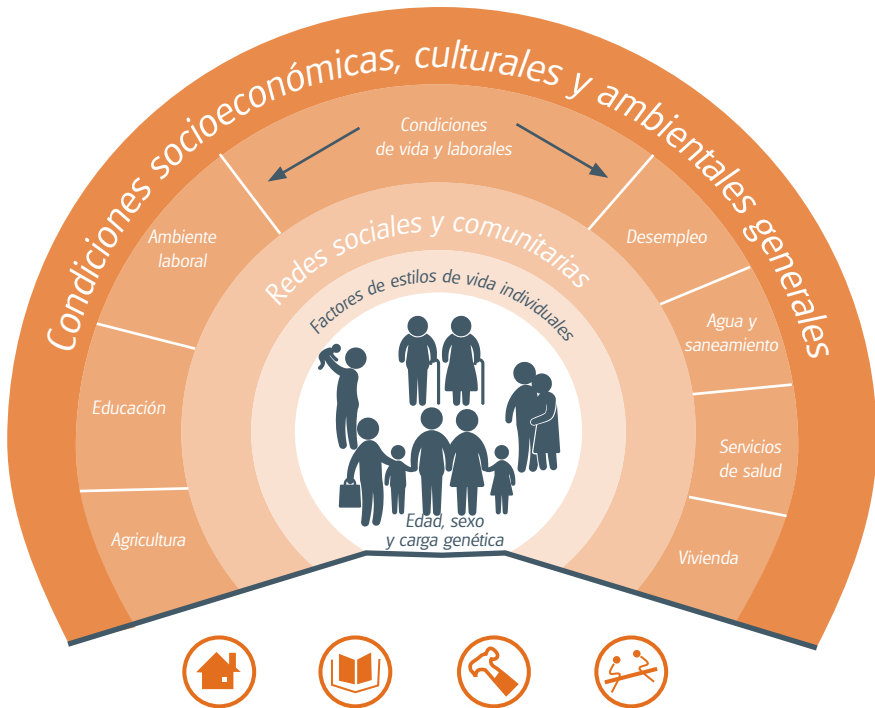 Condiciones socioeconómicas, culturales y ambientales generales
Condiciones
de vida y laborales
Ambiente
laboral
Desempleo
Redes sociales y comunitarias
Factores de estilos de vida individuales
Agua y
saneamiento
Educación
Servicios
de salud
Agricultura
Edad, sexo
y carga genética
Vivienda